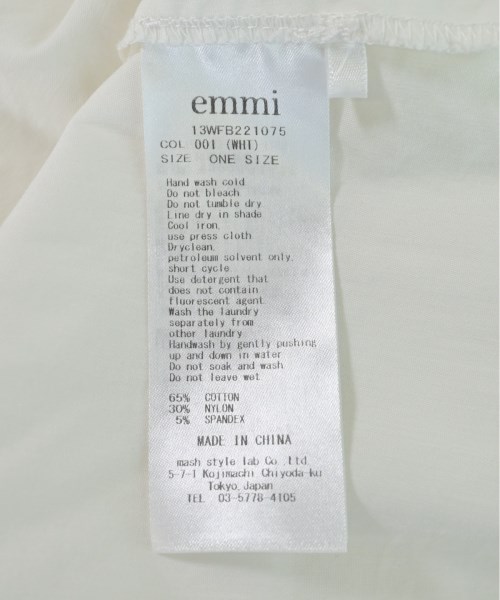 emmi
13WFB221075
COL 001 (WHT)
SIZE ONE SIZE
Hand wash cold
Do not bleach
Do not tumble dry
Line dry in shade
Cool iron,
use press cloth
Dryclean,
petroleum solvent only,
short cycle
Use detergent that
does not contain
fluorescent agent
Wash the laundry
separately from
other laundry
Handwash by gently pushing
up and down in water
Do not soak and wash
Do not leave wet
65% COTION
30% NYLON
5% SPANDEX
MADE IN CHINA
mash style lab Co.,ltd.
5-7-1 Kojimachi Chiyoda-ku
Tokyo,Japan
TEL 03-5778-4105